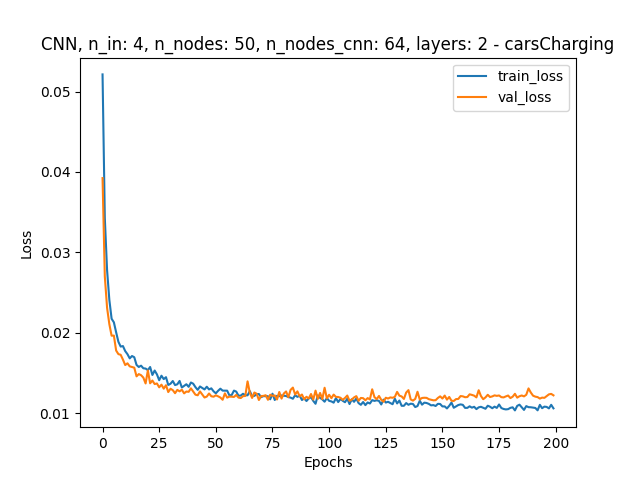 CNN, n_in: 4, n_nodes: 50, n_nodes_cnn: 64, layers: 2 - carsCharging
train_loss
val_loss
0.05
0.04
0.03
0.02
0.01
Loss
0 25 50 75 100 125 150 175 200
Epochs